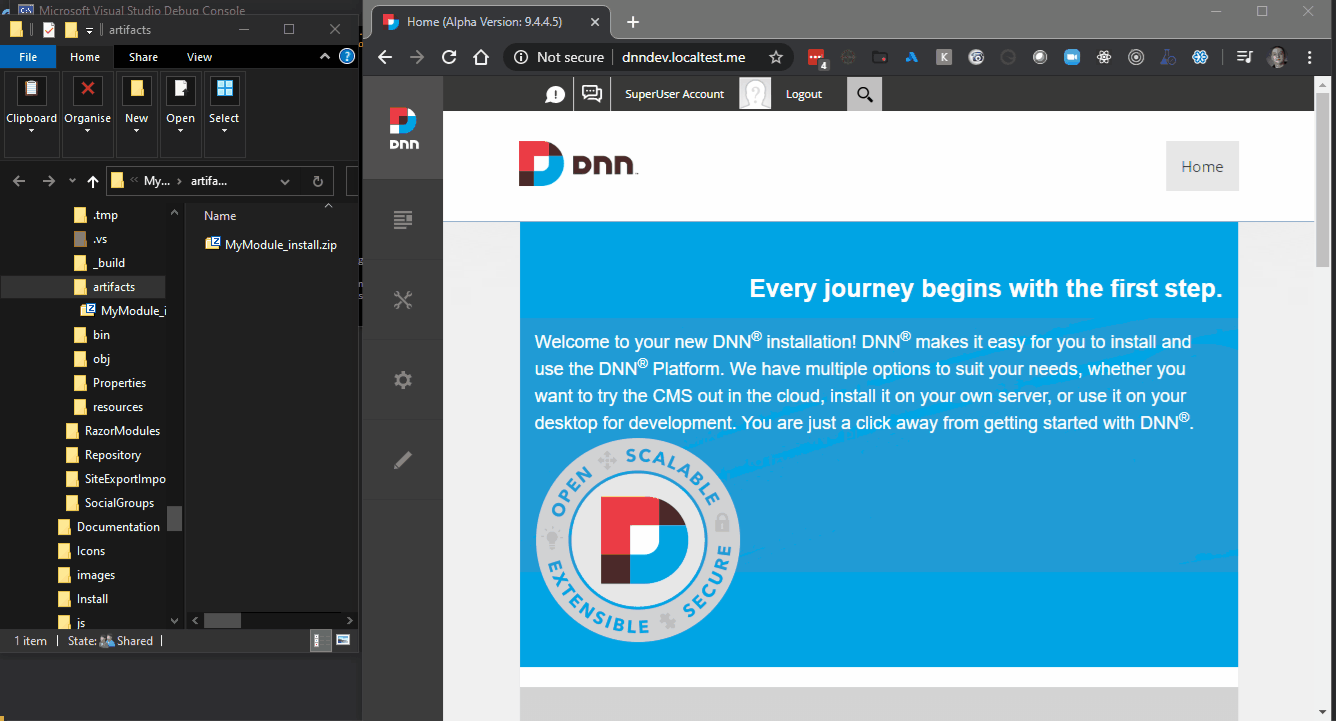 Microsoft Visual Studio Debug Console
artifacts
File
Home
Share
View
Clipboard
Organise
New
Open
Select
My...
artifa...
.tmp
.vs
_build
artifacts
MyModule_i
bin
obj
Properties
resources
RazorModules
Repository
SiteExportImpo
SocialGroups
Documentation
Icons
images
Install
js
Name
MyModule_install.zip
1 item
State:
Shared
Home (Alpha Version: 9.4.4.5)
Not secure
dnndev.localtest.me
4
K
DNN
SuperUser Account
Logout
DNN
Home
Every journey begins with the first step.
Welcome to your new DNN® installation! DNN® makes it easy for you to install and
use the DNN® Platform. We have multiple options to suit your needs, whether you
want to try the CMS out in the cloud, install it on your own server, or use it on your
desktop for development. You are just a click away from getting started with DNN®.
OPEN
SCALABLE
EXTENSIBLE
SECURE